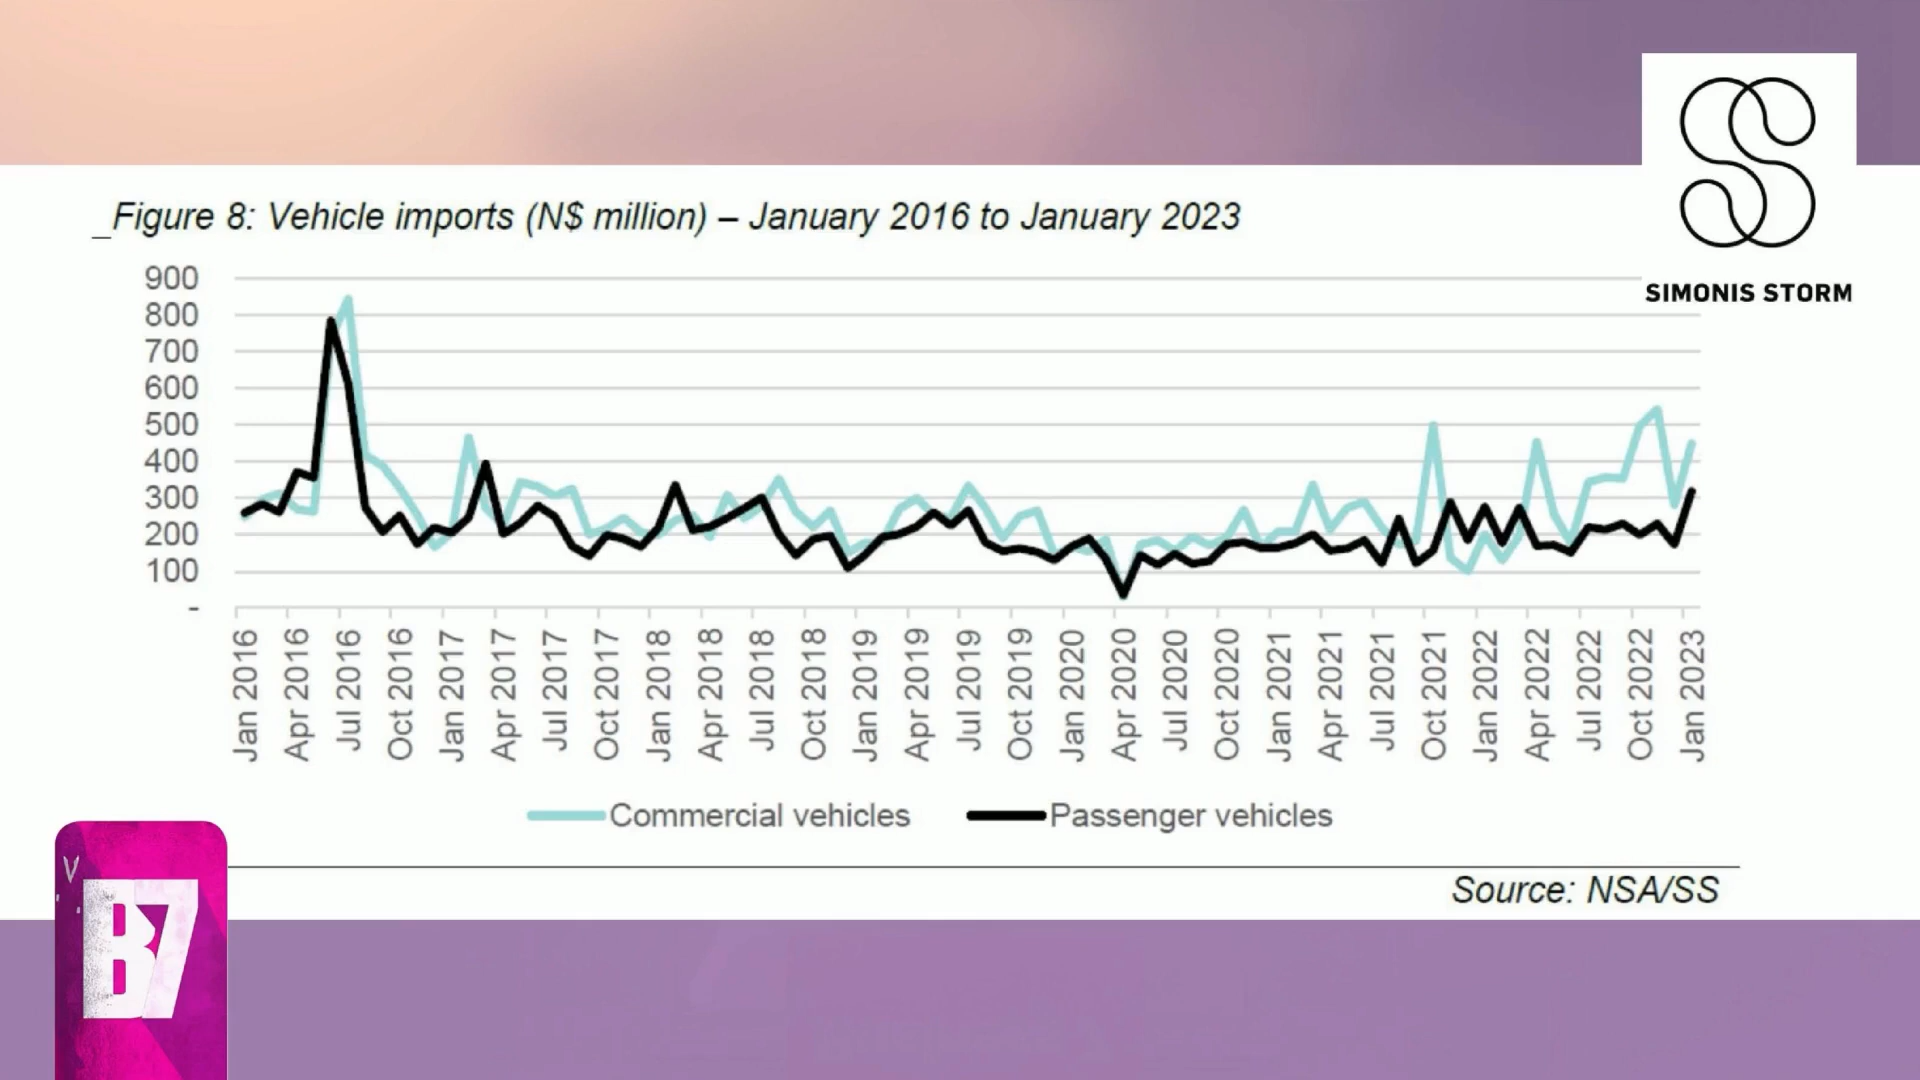 SIMONIS STORM
_Figure 8: Vehicle imports (N$ million) – January 2016 to January 2023
900
800
700
600
500
400
300
200
100
-
Jan 2016
Apr 2016
Jul 2016
Oct 2016
Jan 2017
Apr 2017
Jul 2017
Oct 2017
Jan 2018
Apr 2018
Jul 2018
Oct 2018
Jan 2019
Apr 2019
Jul 2019
Oct 2019
Jan 2020
Apr 2020
Jul 2020
Oct 2020
Jan 2021
Apr 2021
Jul 2021
Oct 2021
Jan 2022
Apr 2022
Jul 2022
Oct 2022
Jan 2023
Commercial vehicles
Passenger vehicles
Source: NSA/SS
B7